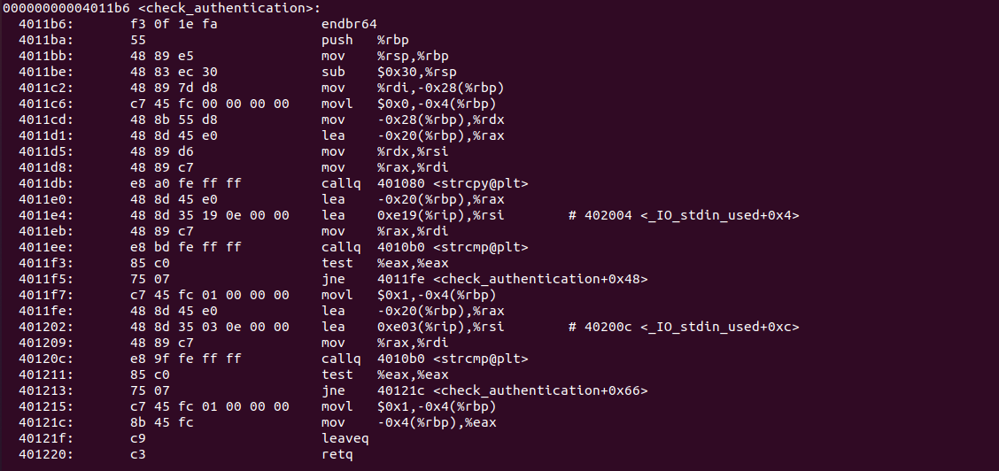 00000000004011b6 <check_authentication>:
4011b6: f3 0f 1e fa endbr64
4011ba: 55 push %rbp
4011bb: 48 89 e5 mov %rsp,%rbp
4011be: 48 83 ec 30 sub $0x30,%rsp
4011c2: 48 89 7d d8 mov %rdi,-0x28(%rbp)
4011c6: c7 45 fc 00 00 00 00 movl $0x0,-0x4(%rbp)
4011cd: 48 8b 55 d8 mov -0x28(%rbp),%rdx
4011d1: 48 8d 45 e0 lea -0x20(%rbp),%rax
4011d5: 48 89 d6 mov %rdx,%rsi
4011d8: 48 89 c7 mov %rax,%rdi
4011db: e8 a0 fe ff ff callq 401080 <strcpy@plt>
4011e0: 48 8d 45 e0 lea -0x20(%rbp),%rax
4011e4: 48 8d 35 19 0e 00 00 lea 0xe19(%rip),%rsi # 402004 <_IO_stdin_used+0x4>
4011eb: 48 89 c7 mov %rax,%rdi
4011ee: e8 bd fe ff ff callq 4010b0 <strcmp@plt>
4011f3: 85 c0 test %eax,%eax
4011f5: 75 07 jne 4011fe <check_authentication+0x48>
4011f7: c7 45 fc 01 00 00 00 movl $0x1,-0x4(%rbp)
4011fe: 48 8d 45 e0 lea -0x20(%rbp),%rax
401202: 48 8d 35 03 0e 00 00 lea 0xe03(%rip),%rsi # 40200c <_IO_stdin_used+0xc>
401209: 48 89 c7 mov %rax,%rdi
40120c: e8 9f fe ff ff callq 4010b0 <strcmp@plt>
401211: 85 c0 test %eax,%eax
401213: 75 07 jne 40121c <check_authentication+0x66>
401215: c7 45 fc 01 00 00 00 movl $0x1,-0x4(%rbp)
40121c: 8b 45 fc mov -0x4(%rbp),%eax
40121f: c9 leaveq
401220: c3 retq